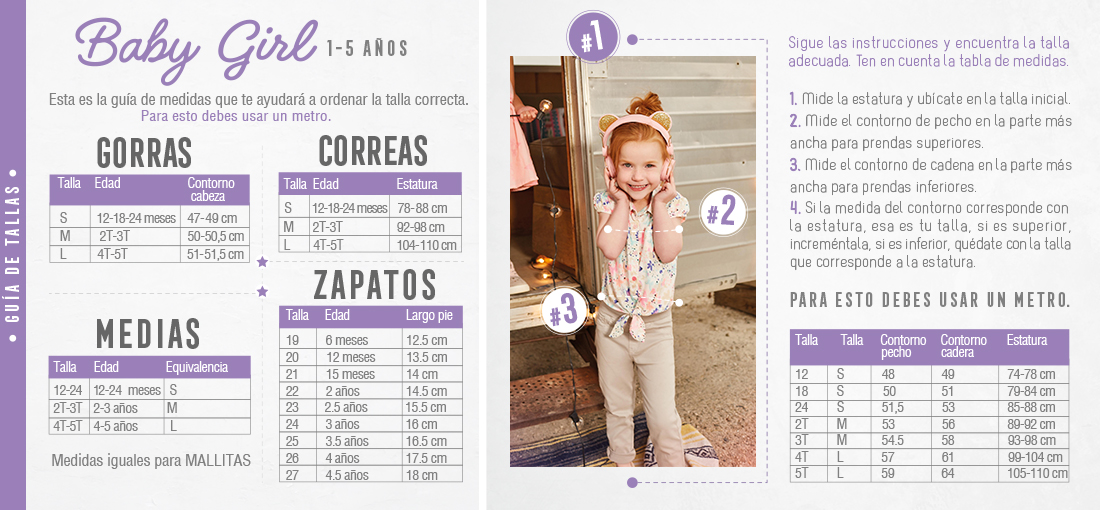 • GUÍA DE TALLAS •
Baby Girl 1-5 AÑOS
Esta es la guía de medidas que te ayudará a ordenar la talla correcta.
Para esto debes usar un metro.
GORRAS
Talla Edad Contorno
cabeza
S 12-18-24 meses 47-49 cm
M 2T-3T 50-50,5 cm
L 4T-5T 51-51,5 cm
MEDIAS
Talla Edad Equivalencia
12-24 12-24 meses S
2T-3T 2-3 años M
4T-5T 4-5 años L
Medidas iguales para MALLITAS
CORREAS
Talla Edad Estatura
S 12-18-24 meses 78-88 cm
M 2T-3T 92-98 cm
L 4T-5T 104-110 cm
ZAPATOS
Talla Edad Largo pie
19 6 meses 12.5 cm
20 12 meses 13.5 cm
21 15 meses 14 cm
22 2 años 14.5 cm
23 2.5 años 15.5 cm
24 3 años 16 cm
25 3.5 años 16.5 cm
26 4 años 17.5 cm
27 4.5 años 18 cm
#1
#2
#3
Sigue las instrucciones y encuentra la talla
adecuada. Ten en cuenta la tabla de medidas.
1. Mide la estatura y ubícate en la talla inicial.
2. Mide el contorno de pecho en la parte más
ancha para prendas superiores.
3. Mide el contorno de cadena en la parte más
ancha para prendas inferiores.
4. Si la medida del contorno corresponde con
la estatura, esa es tu talla, si es superior,
increméntala, si es inferior, quédate con la talla
que corresponde a la estatura.
PARA ESTO DEBES USAR UN METRO.
Talla Talla Contorno Contorno Estatura
pecho cadera
12 S 48 49 74-78 cm
18 S 50 51 79-84 cm
24 S 51,5 53 85-88 cm
2T M 53 56 89-92 cm
3T M 54.5 58 93-98 cm
4T L 57 61 99-104 cm
5T L 59 64 105-110 cm